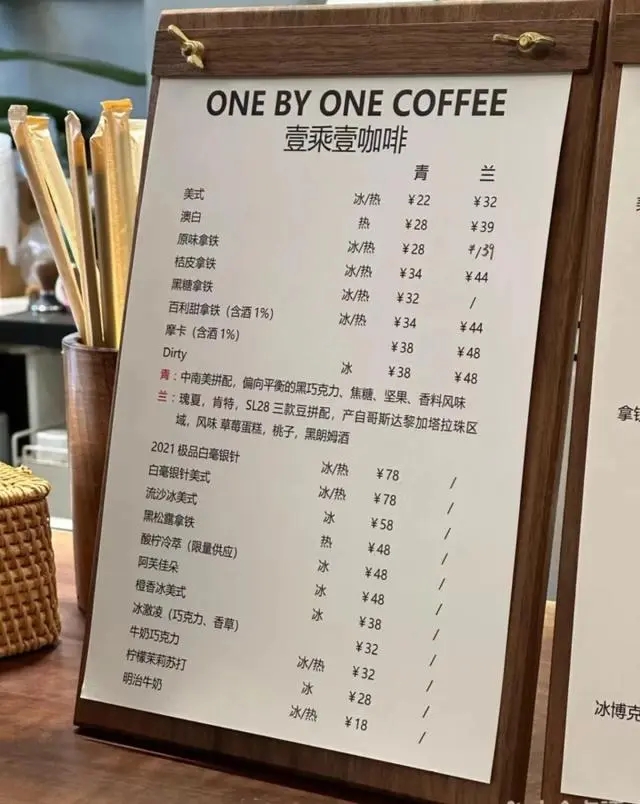 ONE BY ONE COFFEE
壹乘壹咖啡
青 兰
美式 冰/热 ¥22 ¥32
澳白 热 ¥28 ¥39
原味拿铁 冰/热 ¥28 ¥/39
桔皮拿铁 冰/热 ¥34 ¥44
黑糖拿铁 冰/热 ¥32 /
百利甜拿铁（含酒 1%） 冰/热 ¥34 ¥44
摩卡（含酒 1%） ¥38 ¥48
Dirty 冰 ¥38 ¥48
青：中南美拼配，偏向平衡的黑巧克力、焦糖、坚果、香料风味
兰：瑰夏，肯特，SL28 三款豆拼配，产自哥斯达黎加塔拉珠区
域，风味 草莓蛋糕，桃子，黑朗姆酒
2021 极品白毫银针 冰/热 ¥78 /
白毫银针美式 冰/热 ¥78 /
流沙冰美式 冰 ¥58 /
黑松露拿铁 热 ¥48 /
酸柠冷萃（限量供应） 冰 ¥48 /
阿芙佳朵 冰 ¥48 /
橙香冰美式 冰 ¥38 /
冰激凌（巧克力、香草） ¥32 /
牛奶巧克力 冰/热 ¥32 /
柠檬茉莉苏打 冰 ¥28 /
明治牛奶 冰/热 ¥18 /
冰博克